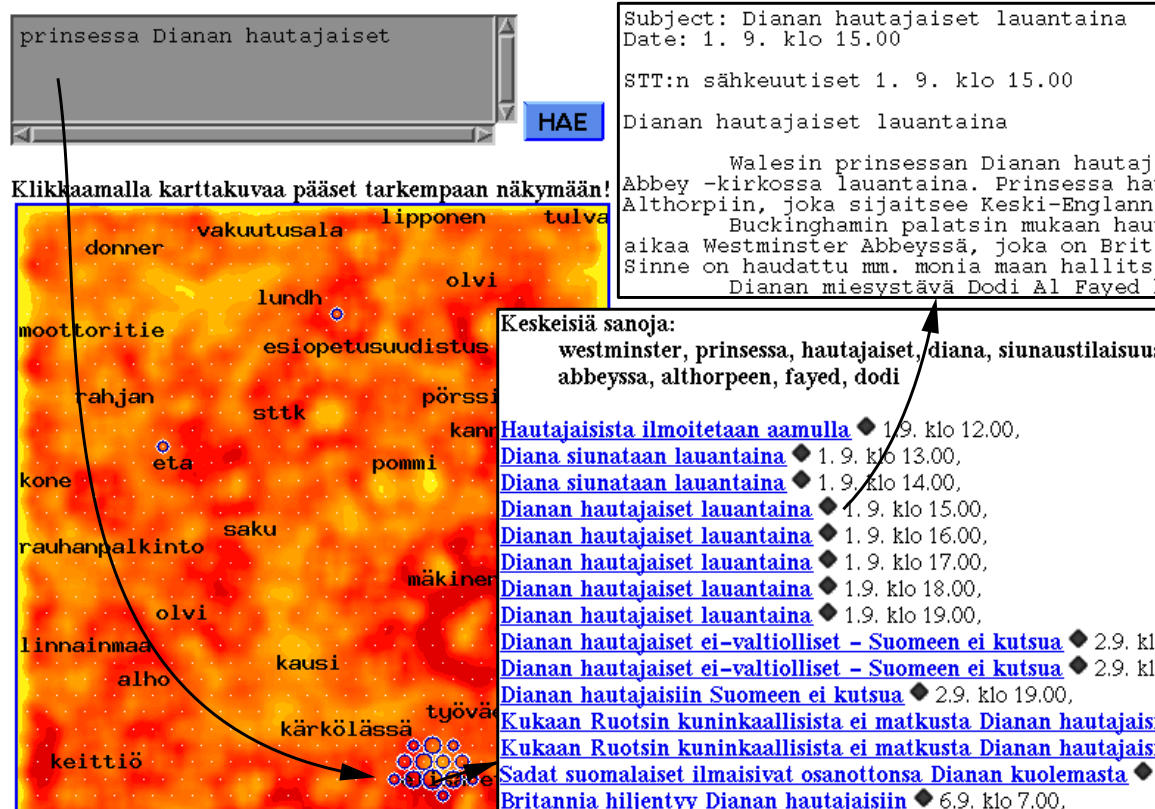 prinsessa Dianan hautajaiset
HAE
Klikkaamalla karttakuvaa pääset tarkempaan näkymään!
lipponen
tulva
vakuutusala
donner
olvi
lundh
moottoritie
esiopetusuudistus
rahjan
pörssi
sttk
eta
pommi
kone
saku
rauhanpalkinto
mäkinen
olvi
linnainmaa
kausi
alho
kärkölässä
keittiö
Subject: Dianan hautajaiset lauantaina
Date: 1. 9. klo 15.00
STT:n sähkeuutiset 1. 9. klo 15.00
Dianan hautajaiset lauantaina
Walesin prinsessan Dianan hautaj
Abbey -kirkossa lauantaina. Prinsessa hau
Althorpiin, joka sijaitsee Keski-Englann
Buckinghamin palatsin mukaan hau
aikaa Westminster Abbeyssä, joka on Brit
Sinne on haudattu mm. monia maan hallits
Dianan miesystävä Dodi Al Fayed
Keskeisiä sanoja:
westminster, prinsessa, hautajaiset, diana, siunaustilaisuus
abbeyssa, althorpeen, fayed, dodi
Hautajaisista ilmoitetaan aamulla ◆ 1.9. klo 12.00,
Diana siunataan lauantaina ◆ 1. 9. klo 13.00,
Diana siunataan lauantaina ◆ 1. 9. klo 14.00,
Dianan hautajaiset lauantaina ◆ 1. 9. klo 15.00,
Dianan hautajaiset lauantaina ◆ 1. 9. klo 16.00,
Dianan hautajaiset lauantaina ◆ 1. 9. klo 17.00,
Dianan hautajaiset lauantaina ◆ 1.9. klo 18.00,
Dianan hautajaiset lauantaina ◆ 1.9. klo 19.00,
Dianan hautajaiset ei-valtiolliset - Suomeen ei kutsua ◆ 2.9. kl
Dianan hautajaiset ei-valtiolliset - Suomeen ei kutsua ◆ 2.9. kl
Dianan hautajaisiin Suomeen ei kutsua ◆ 2.9. klo 19.00,
Kukaan Ruotsin kuninkaallisista ei matkusta Dianan hautajaisi
Kukaan Ruotsin kuninkaallisista ei matkusta Dianan hautajaisi
Sadat suomalaiset ilmaisivat osanottonsa Dianan kuolemasta ◆
Britannia hiljentyy Dianan hautajaisiin ◆ 6.9. klo 7.00,